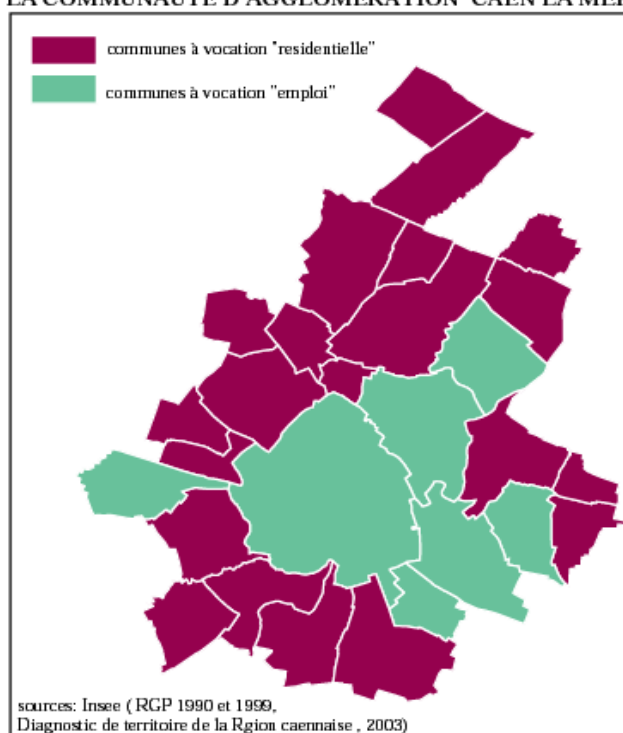 LA COMMUNAUTE D'AGGLOMERATION CAEN LA MER
communes à vocation "residentielle"
communes à vocation "emploi"
sources: Insee ( RGP 1990 et 1999,
Diagnostic de territoire de la Rgion caennaise , 2003)